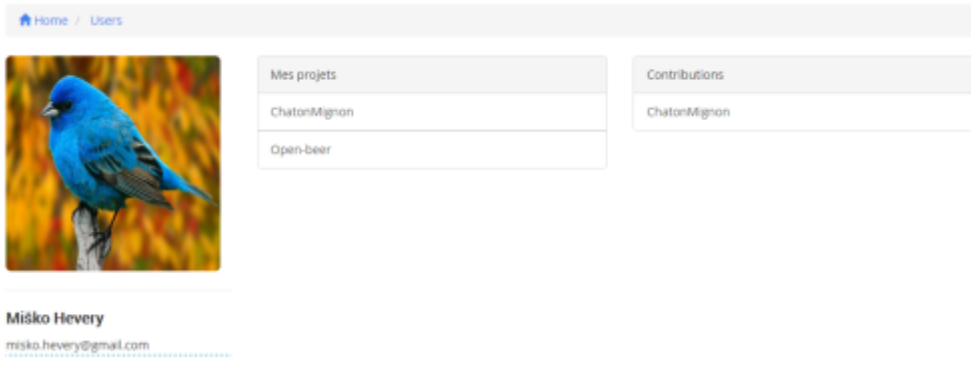 Home / Users
Mes projets
ChatonMignon
Open-beer
Contributions
ChatonMignon
Miško Hevery
misko.hevery@gmail.com